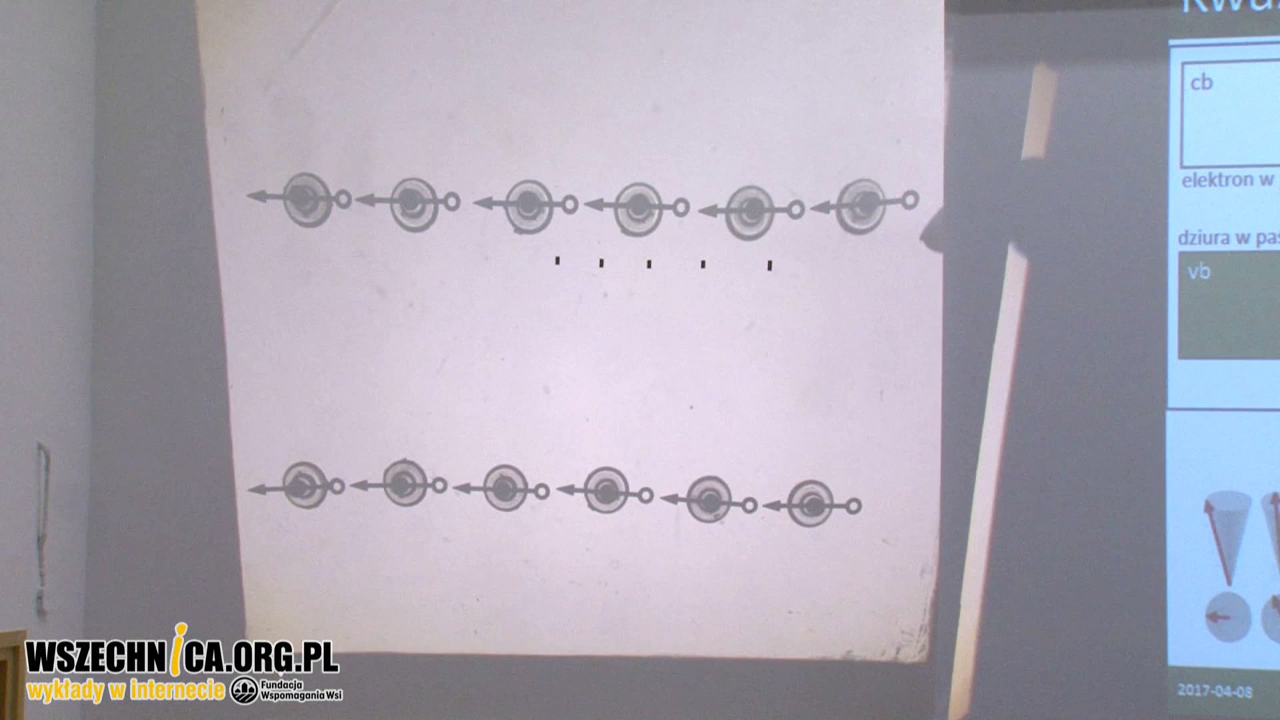 cb
elektron w
dziura w pas
vb
2017-04-08
WSZECHNICA.ORG.PL
wykłady w internecie
Fundacja
Wspomagania Wsi